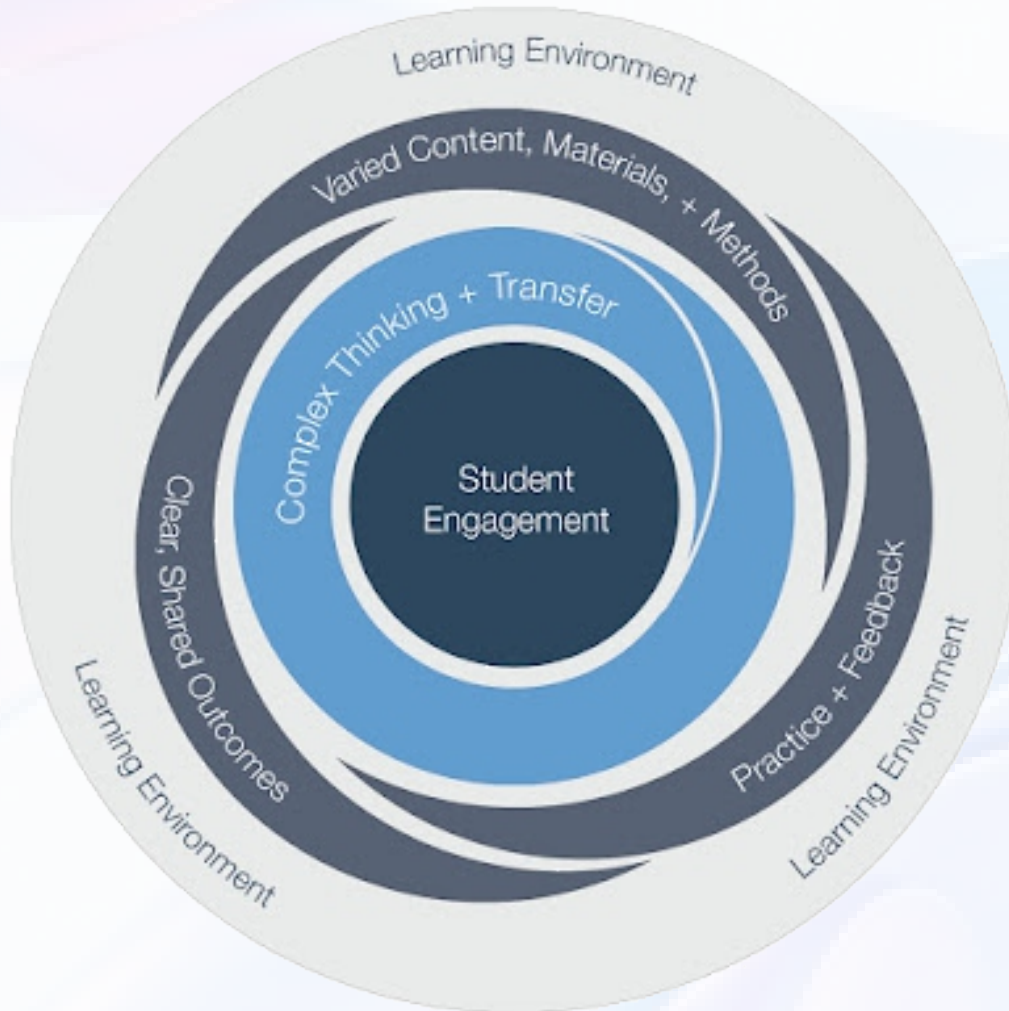 Learning Environment
Varied Content, Materials, + Methods
Complex Thinking + Transfer
Student
Engagement
Clear, Shared Outcomes
Practice + Feedback
Learning Environment
Learning Environment